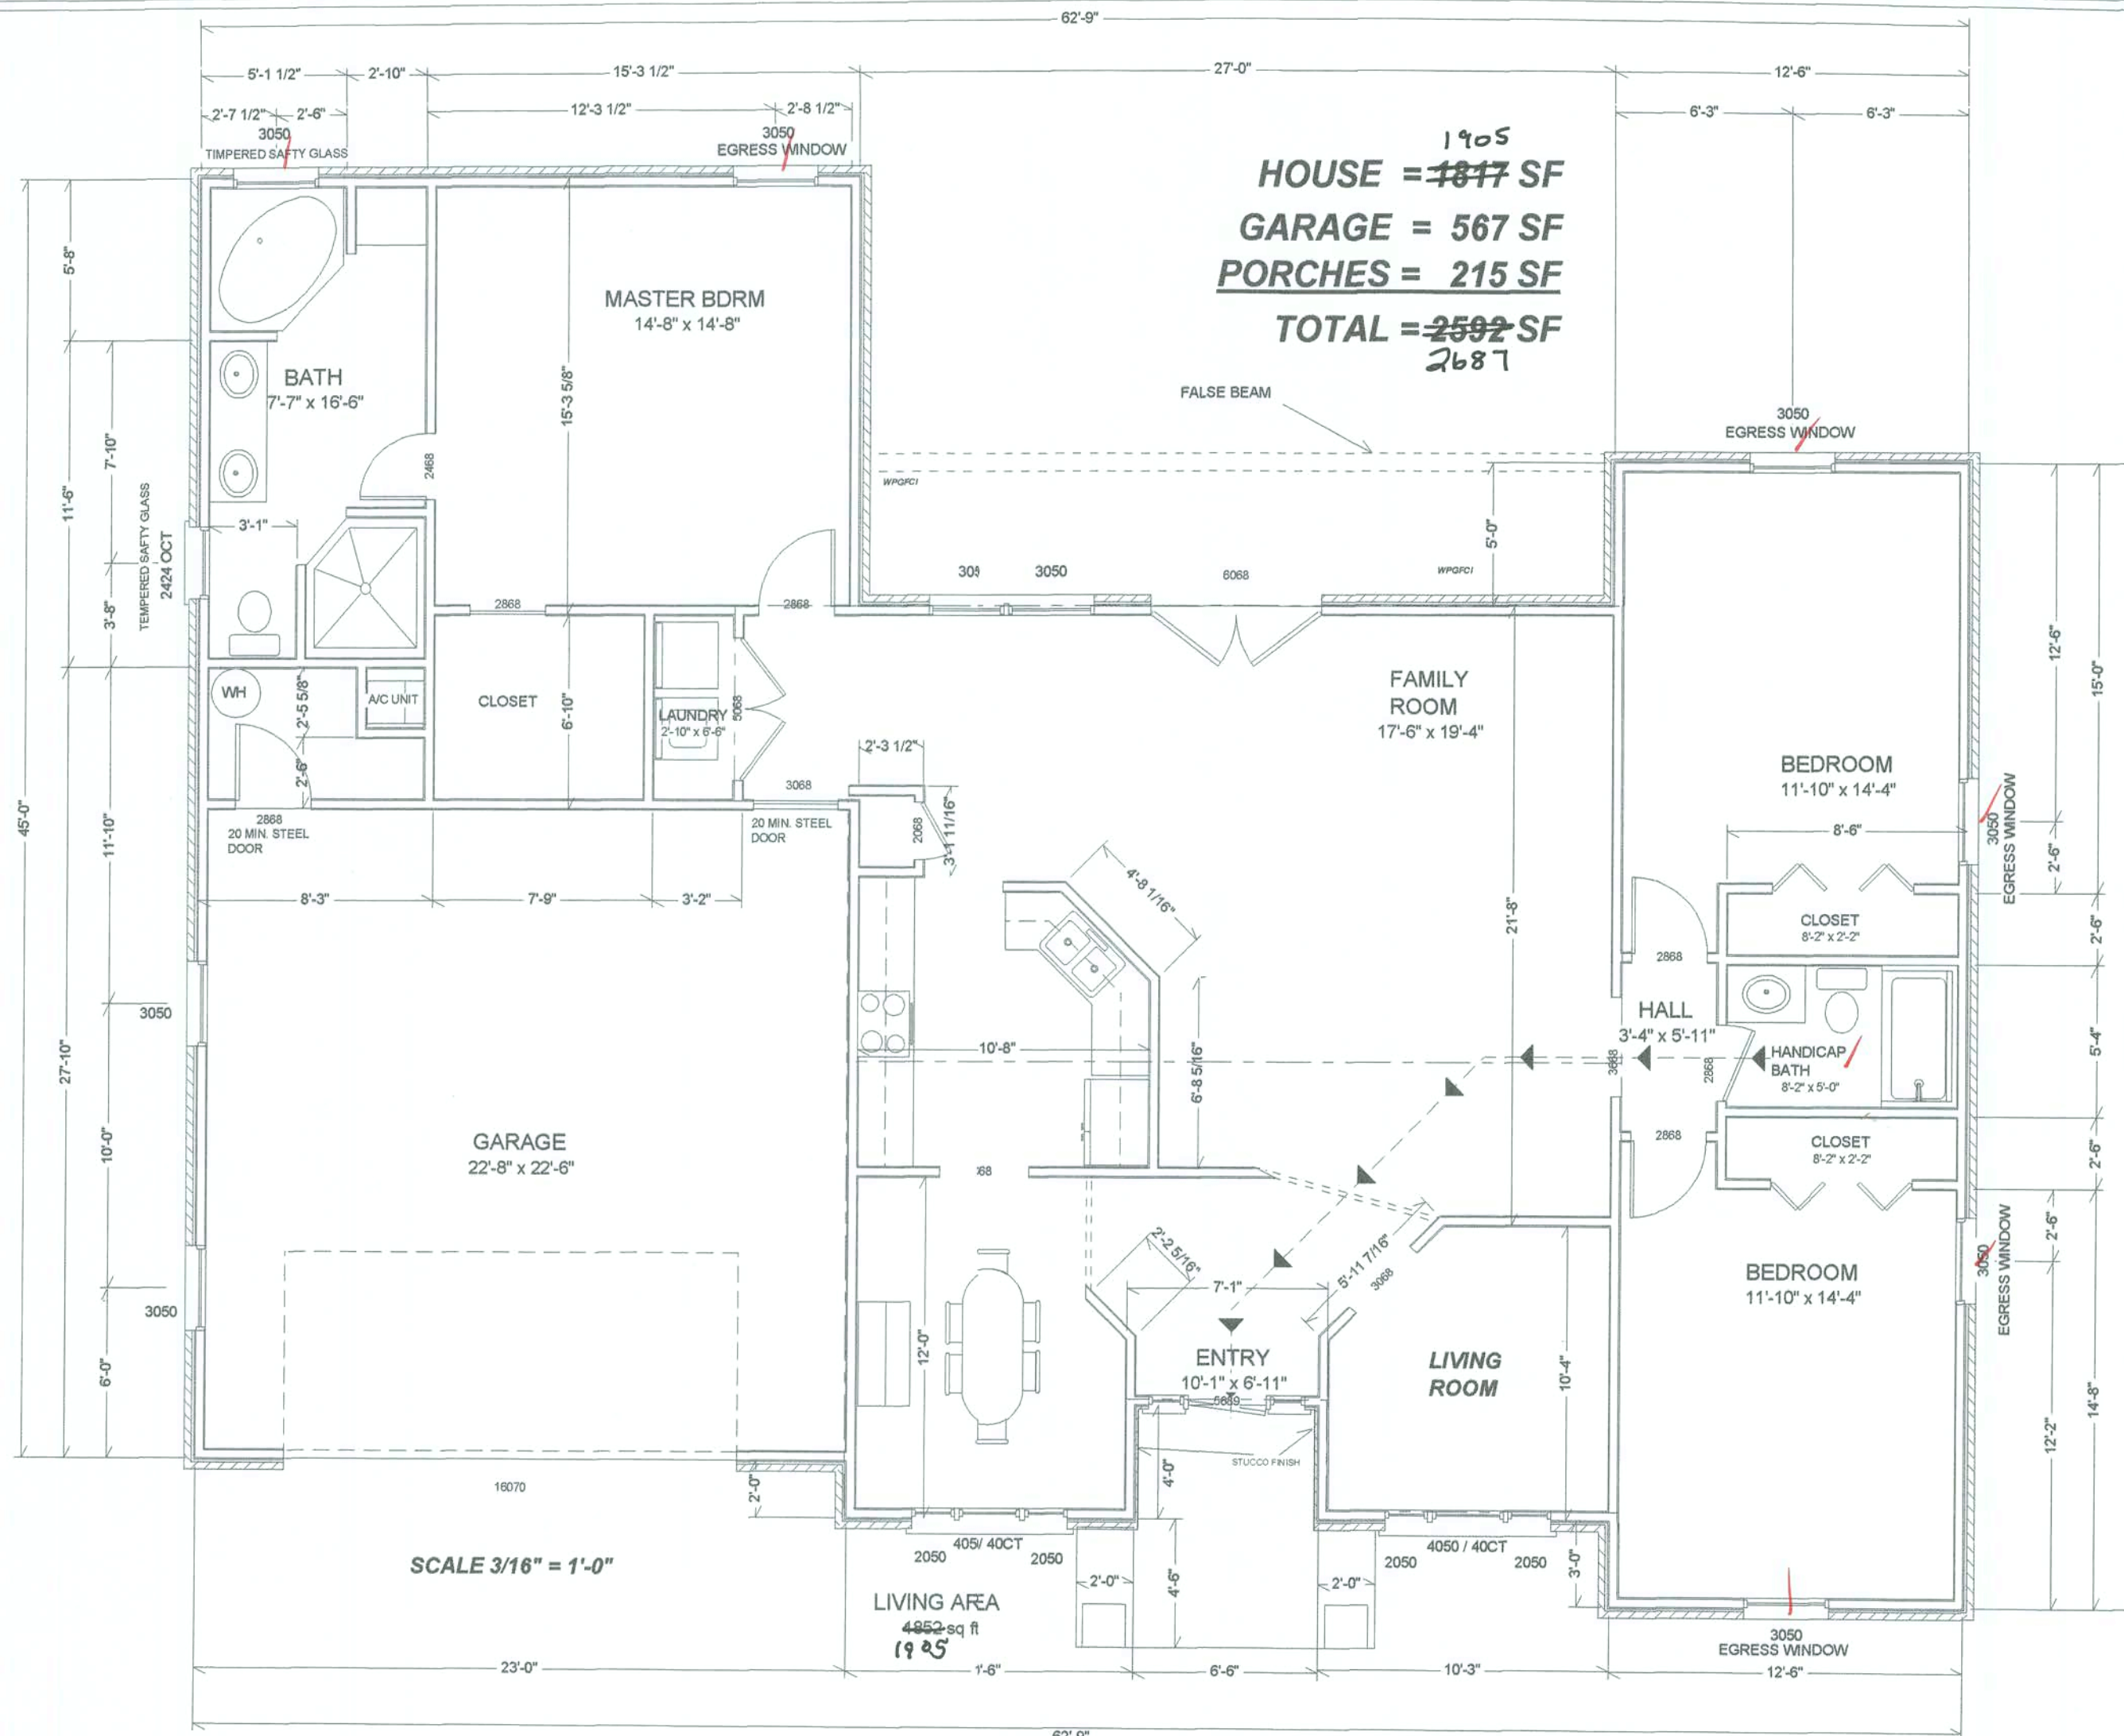 62'-9"
5'-1 1/2"
2'-10"
15'-3 1/2"
27'-0"
12'-6"
2'-7 1/2"
2'-6"
12'-3 1/2"
2'-8 1/2"
6'-3"
6'-3"
3050
TIMPERED SAFTY GLASS
3050
EGRESS WINDOW
1905
HOUSE = 1817 SF
GARAGE = 567 SF
PORCHES = 215 SF
TOTAL = 2592 SF
2687
FALSE BEAM
3050
EGRESS WINDOW
MASTER BDRM
14'-8" x 14'-8"
15'-3 5/8"
BATH
7'-7" x 16'-6"
2468
3'-1"
5'-8"
11'-6"
7'-10"
3'-8"
TEMPERED SAFTY GLASS
2424 OCT
WPGFCI
5'-0"
3050
6068
WPGFCI
2868
2868
WH
2'-5 5/8"
A/C UNIT
CLOSET
6'-10"
LAUNDRY
2'-10" x 6'-6"
5068
2'-6"
FAMILY
ROOM
17'-6" x 19'-4"
2'-3 1/2"
3068
2868
20 MIN. STEEL
DOOR
20 MIN. STEEL
DOOR
2068
3'-1 11/16"
4'-8 1/16"
8'-3"
7'-9"
3'-2"
45'-0"
27'-10"
11'-10"
10'-0"
6'-0"
3050
3050
21'-8"
BEDROOM
11'-10" x 14'-4"
8'-6"
3050
EGRESS WINDOW
12'-6"
15'-0"
2'-6"
CLOSET
8'-2" x 2'-2"
2'-6"
2868
HALL
3'-4" x 5'-11"
3668
2868
HANDICAP
BATH
8'-2" x 5'-0"
5'-4"
10'-8"
6'-8 5/16"
2868
CLOSET
8'-2" x 2'-2"
2'-6"
GARAGE
22'-8" x 22'-6"
68
2'-2 5/16"
5'-11 7/16"
3068
7'-1"
12'-0"
ENTRY
10'-1" x 6'-11"
LIVING
ROOM
10'-4"
BEDROOM
11'-10" x 14'-4"
3050
EGRESS WINDOW
2'-6"
12'-2"
14'-8"
STUCCO FINISH
4'-0"
16070
2'-0"
SCALE 3/16" = 1'-0"
405/ 40CT
2050
2050
4050 / 40CT
2050
2050
3'-0"
2'-0"
4'-6"
2'-0"
LIVING AREA
1852 sq ft
1905
3050
EGRESS WINDOW
23'-0"
1'-6"
6'-6"
10'-3"
12'-6"
62'-9"